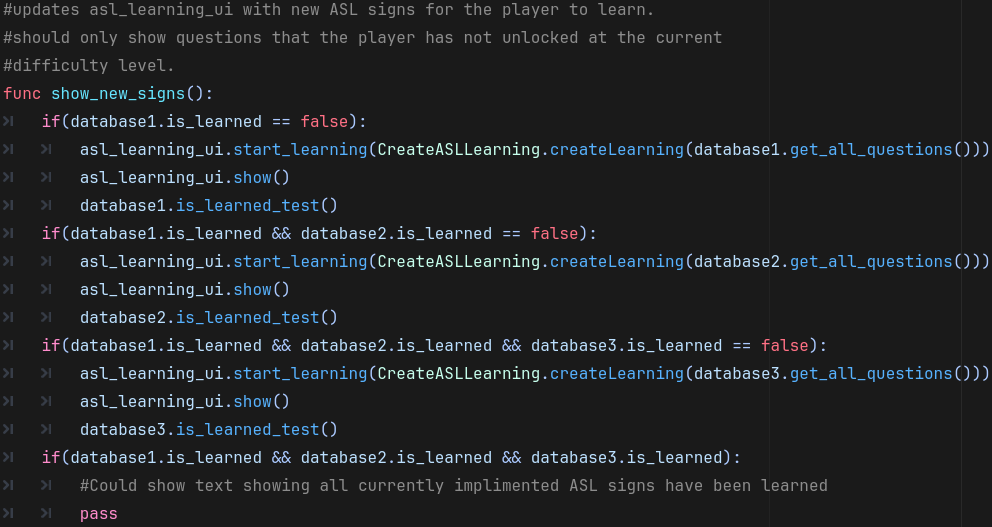 #updates asl_learning_ui with new ASL signs for the player to learn.
#should only show questions that the player has not unlocked at the current
#difficulty level.
func show_new_signs():
if(database1.is_learned == false):
asl_learning_ui.start_learning(CreateASLLearning.createLearning(database1.get_all_questions()))
asl_learning_ui.show()
database1.is_learned_test()
if(database1.is_learned && database2.is_learned == false):
asl_learning_ui.start_learning(CreateASLLearning.createLearning(database2.get_all_questions()))
asl_learning_ui.show()
database2.is_learned_test()
if(database1.is_learned && database2.is_learned && database3.is_learned == false):
asl_learning_ui.start_learning(CreateASLLearning.createLearning(database3.get_all_questions()))
asl_learning_ui.show()
database3.is_learned_test()
if(database1.is_learned && database2.is_learned && database3.is_learned):
#Could show text showing all currently implimented ASL signs have been learned
pass